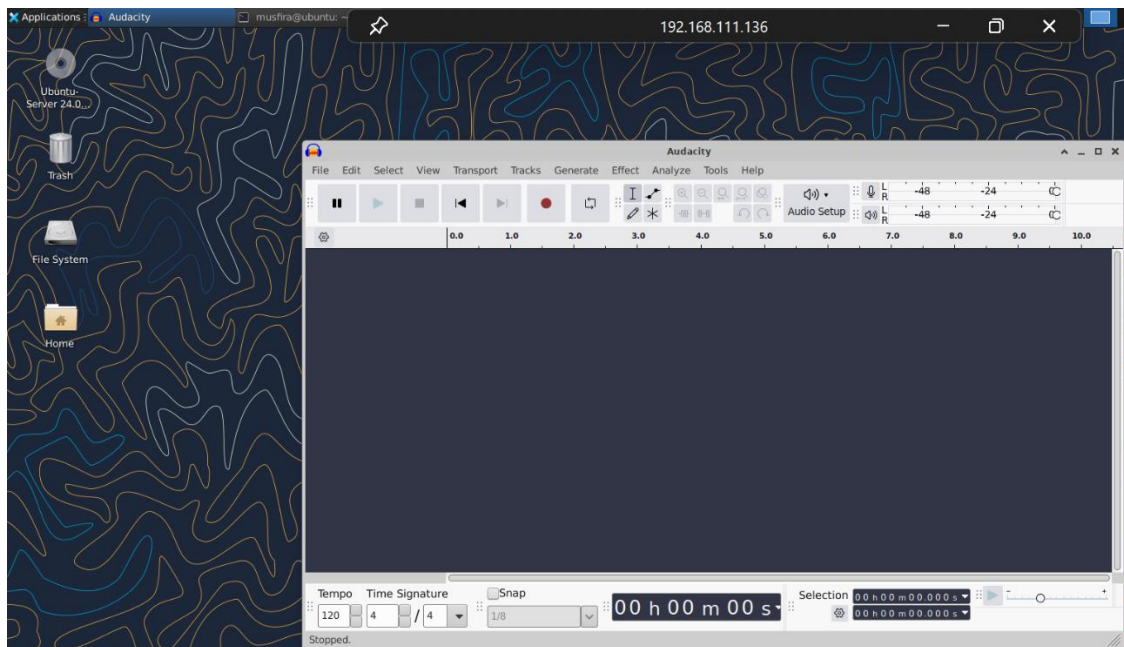 Applications Audacity musfira@ubuntu: ~ 192.168.111.136
Ubuntu-
Server 24.0...
Trash
File System
Home
Audacity
File Edit Select View Transport Tracks Generate Effect Analyze Tools Help
Audio Setup
L -48 -24
R
L -48 -24
R
0.0 1.0 2.0 3.0 4.0 5.0 6.0 7.0 8.0 9.0 10.0
Tempo Time Signature Snap
120 4 / 4 1/8
00 h 00 m 00 s
Selection 00 h 00 m 00.000 s
00 h 00 m 00.000 s
- +
Stopped.